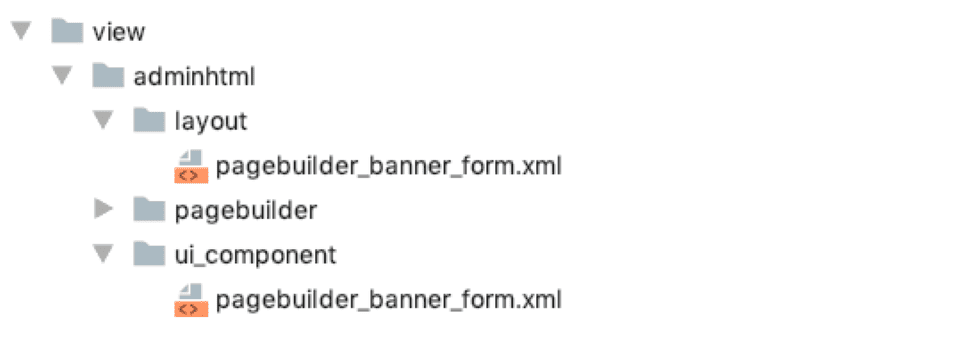 view
adminhtml
layout
pagebuilder_banner_form.xml
pagebuilder
ui_component
pagebuilder_banner_form.xml